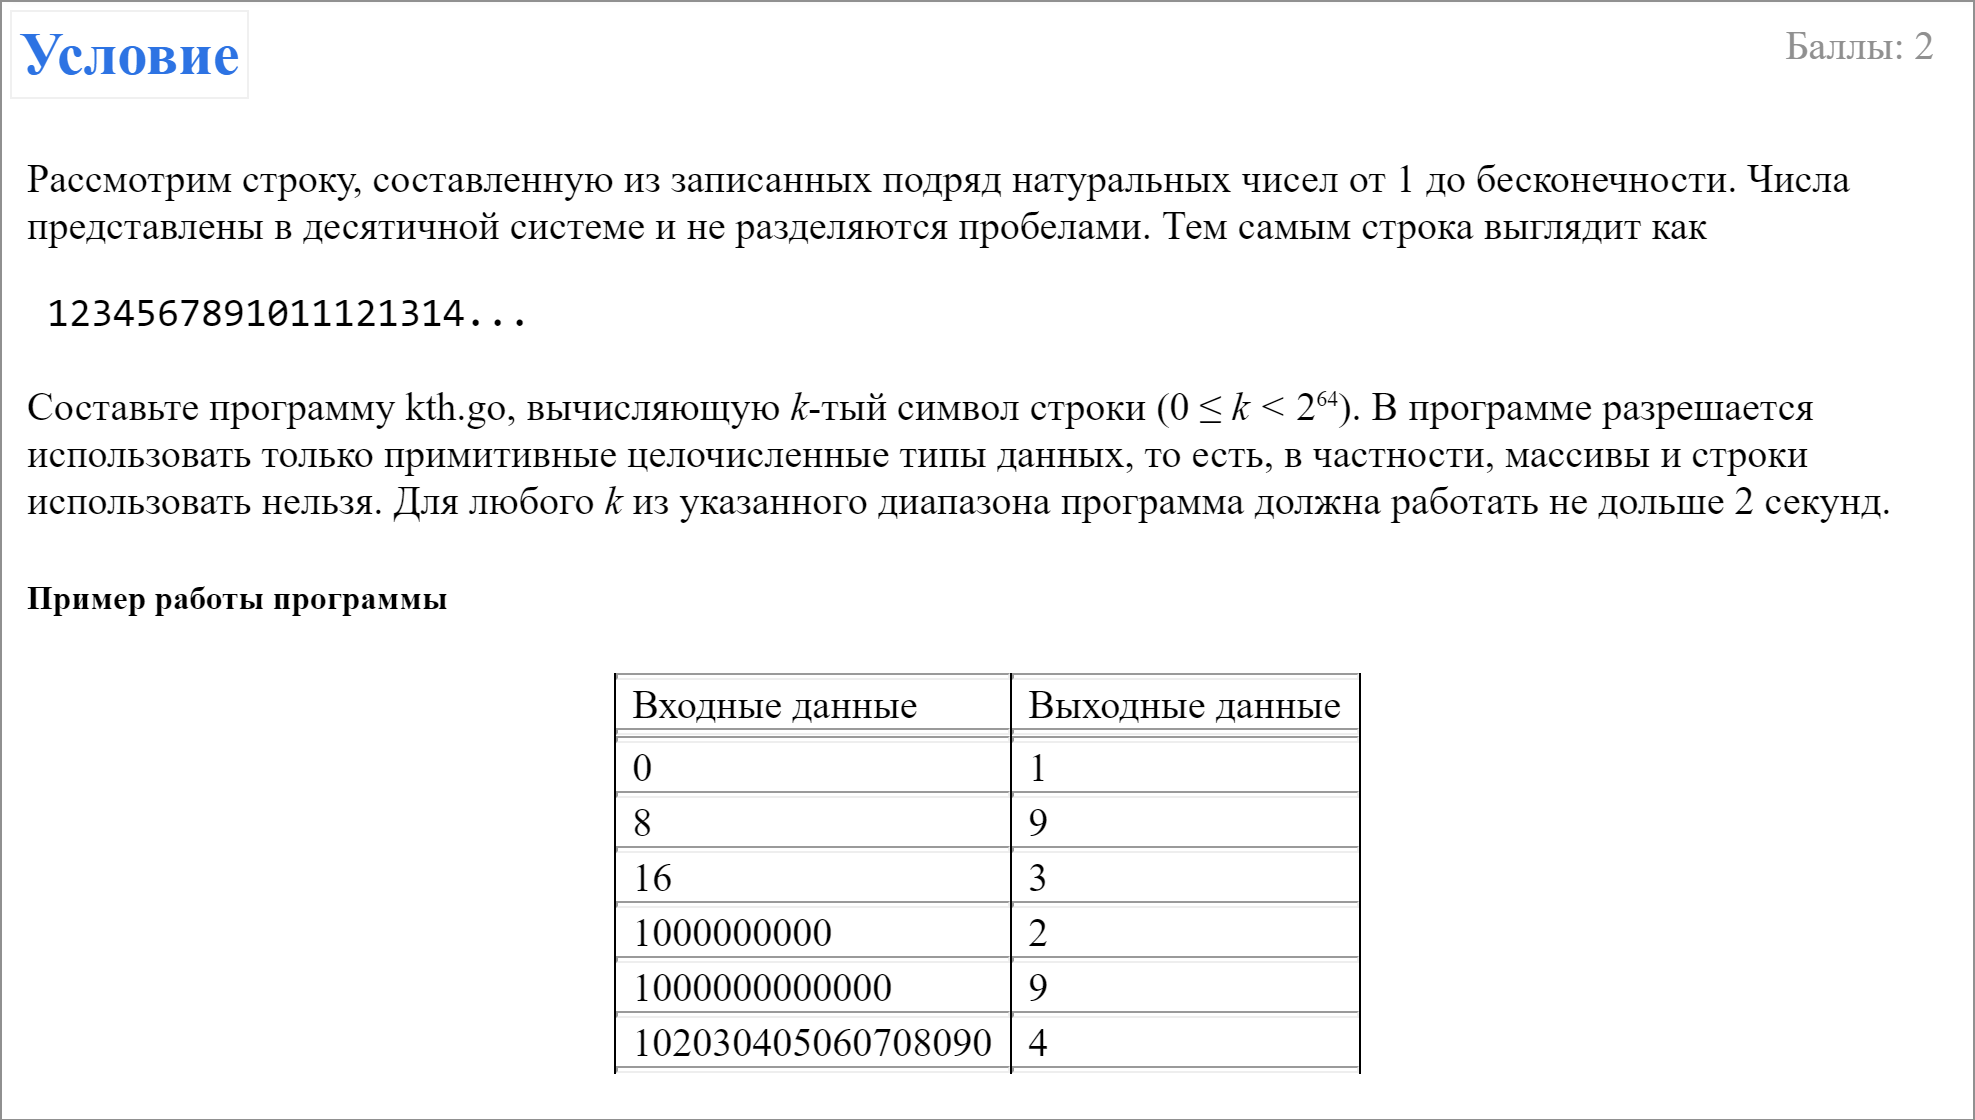 Условие
Баллы: 2
Рассмотрим строку, составленную из записанных подряд натуральных чисел от 1 до бесконечности. Числа
представлены в десятичной системе и не разделяются пробелами. Тем самым строка выглядит как
1234567891011121314...
Составьте программу kth.go, вычисляющую k-тый символ строки (0 ≤ k < 2⁶⁴). В программе разрешается
использовать только примитивные целочисленные типы данных, то есть, в частности, массивы и строки
использовать нельзя. Для любого k из указанного диапазона программа должна работать не дольше 2 секунд.
Пример работы программы
Входные данные Выходные данные
0 1
8 9
16 3
1000000000 2
1000000000000 9
102030405060708090 4